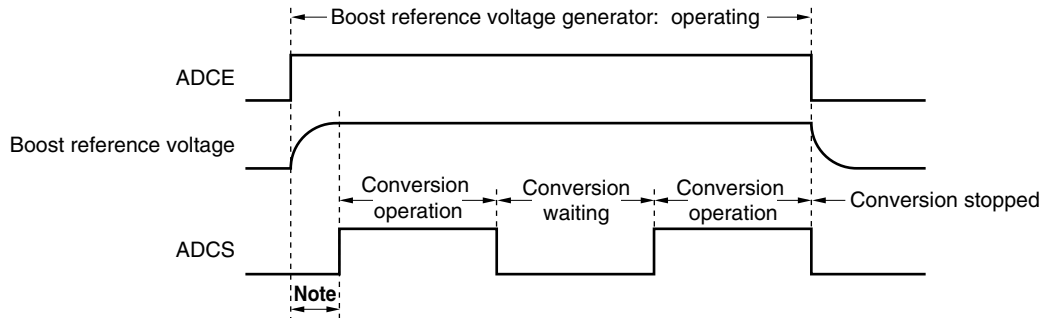 Boost reference voltage generator: operating
ADCE
Boost reference voltage
Conversion operation
Conversion waiting
Conversion operation
Conversion stopped
ADCS
Note